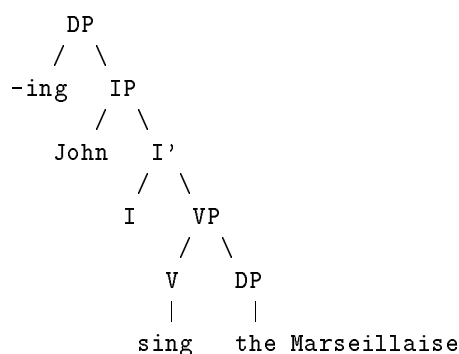 DP
-ing IP
John I'
I VP
V DP
sing the Marseillaise